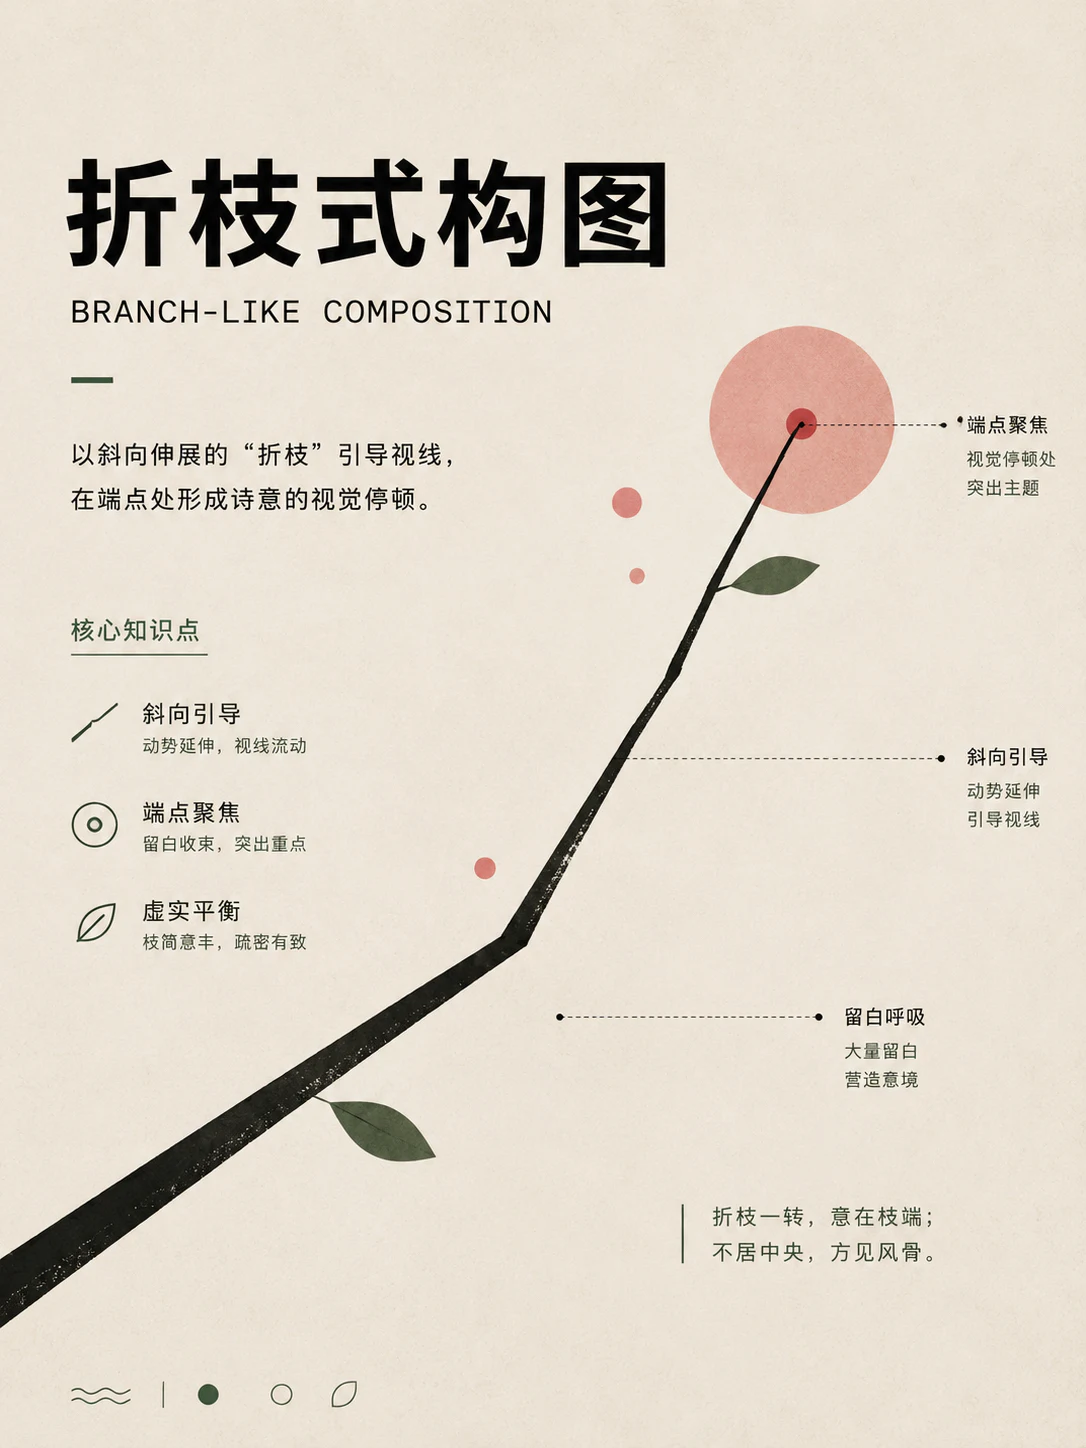 折枝式构图
BRANCH-LIKE COMPOSITION
以斜向伸展的“折枝”引导视线，
在端点处形成诗意的视觉停顿。
核心知识点
斜向引导
动势延伸，视线流动
端点聚焦
留白收束，突出重点
虚实平衡
枝简意丰，疏密有致
端点聚焦
视觉停顿处
突出主题
斜向引导
动势延伸
引导视线
留白呼吸
大量留白
营造意境
折枝一转，意在枝端；
不居中央，方见风骨。